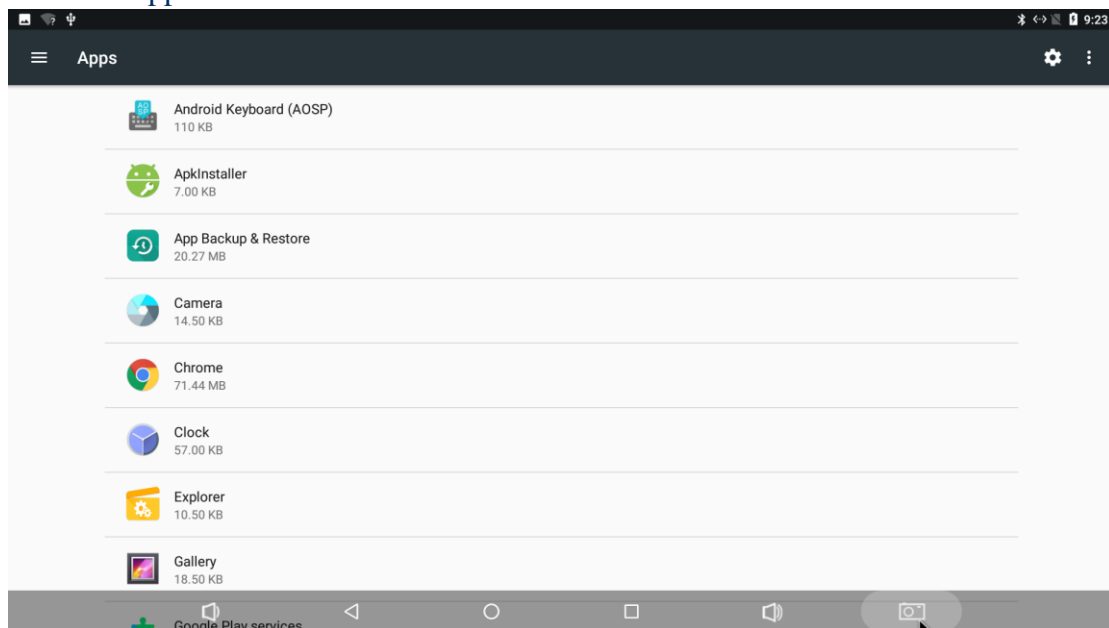 9:23
Apps
Android Keyboard (AOSP)
110 KB
ApkInstaller
7.00 KB
App Backup & Restore
20.27 MB
Camera
14.50 KB
Chrome
71.44 MB
Clock
57.00 KB
Explorer
10.50 KB
Gallery
18.50 KB
Google Play services